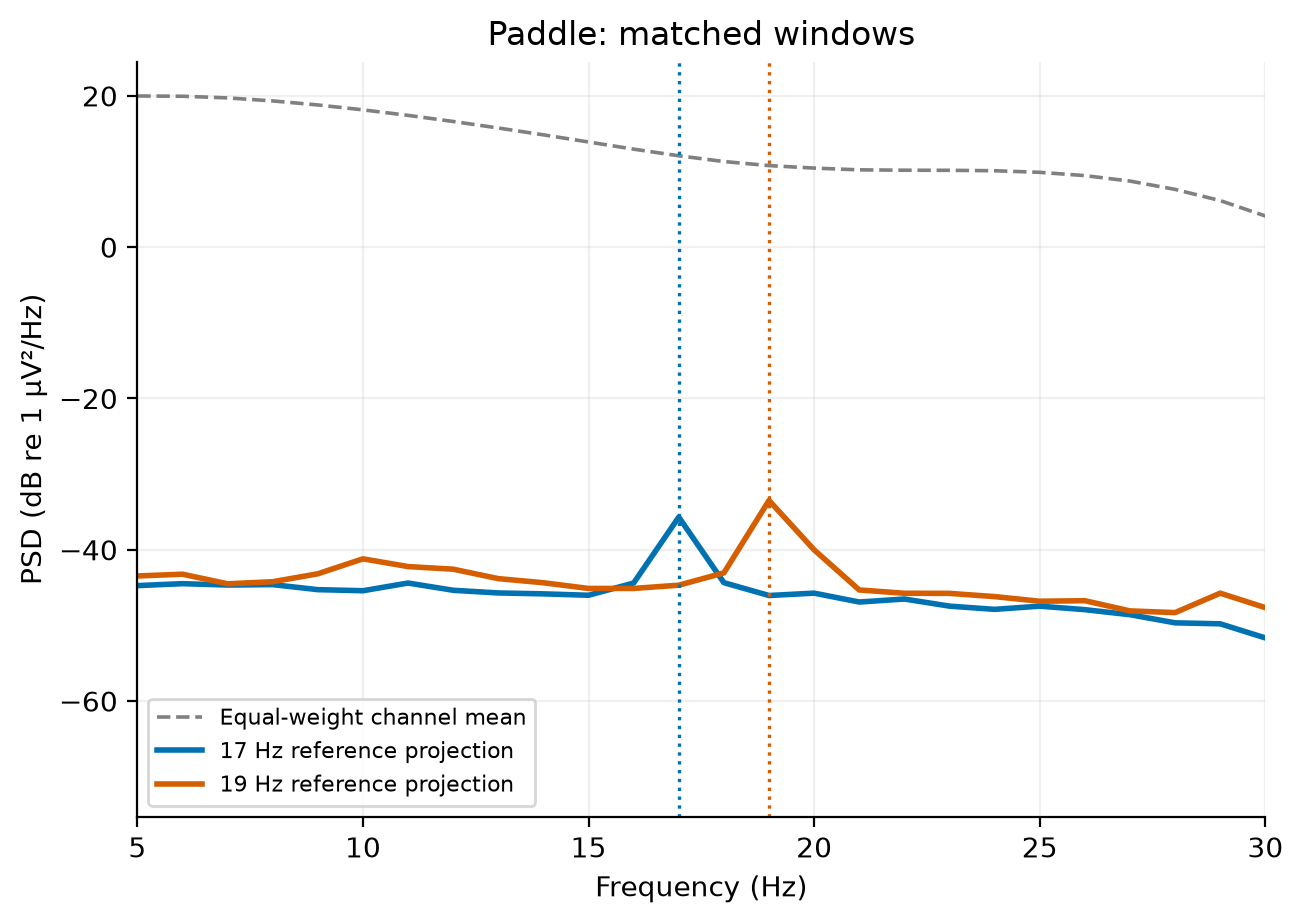 Paddle: matched windows
PSD (dB re 1 µV²/Hz)
20
0
−20
−40
−60
Equal-weight channel mean
17 Hz reference projection
19 Hz reference projection
5 10 15 20 25 30
Frequency (Hz)